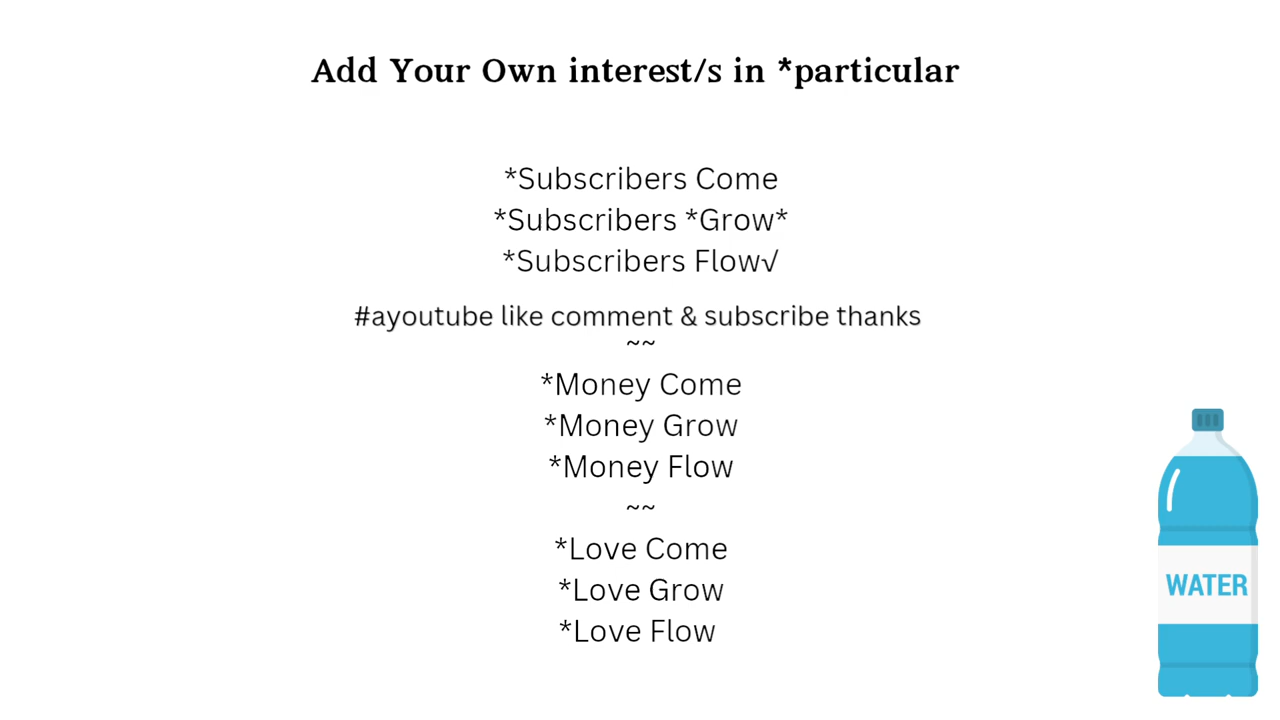 Add Your Own interest/s in *particular
*Subscribers Come
*Subscribers *Grow*
*Subscribers Flow√
#ayoutube like comment & subscribe thanks
~~
*Money Come
*Money Grow
*Money Flow
~~
*Love Come
*Love Grow
*Love Flow
WATER